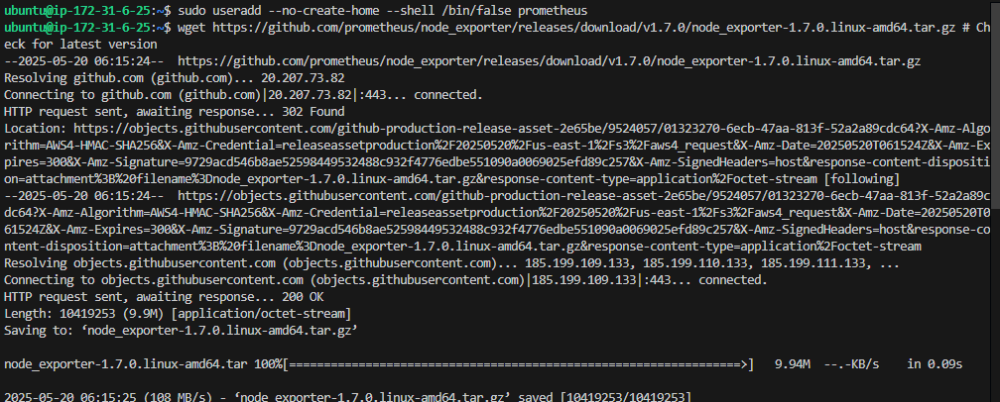 ubuntu@ip-172-31-6-25:~$ sudo useradd --no-create-home --shell /bin/false prometheus
ubuntu@ip-172-31-6-25:~$ wget https://github.com/prometheus/node_exporter/releases/download/v1.7.0/node_exporter-1.7.0.linux-amd64.tar.gz # Ch
eck for latest version
--2025-05-20 06:15:24--  https://github.com/prometheus/node_exporter/releases/download/v1.7.0/node_exporter-1.7.0.linux-amd64.tar.gz
Resolving github.com (github.com)... 20.207.73.82
Connecting to github.com (github.com)|20.207.73.82|:443... connected.
HTTP request sent, awaiting response... 302 Found
Location: https://objects.githubusercontent.com/github-production-release-asset-2e65be/9524057/01323270-6ecb-47aa-813f-52a2a89cdc64?X-Amz-Algo
rithm=AWS4-HMAC-SHA256&X-Amz-Credential=releaseassetproduction%2F20250520%2Fus-east-1%2Fs3%2Faws4_request&X-Amz-Date=20250520T061524Z&X-Amz-Ex
pires=300&X-Amz-Signature=9729acd546b8ae52598449532488c932f4776edbe551090a0069025efd89c257&X-Amz-SignedHeaders=host&response-content-dispositi
on=attachment%3B%20filename%3Dnode_exporter-1.7.0.linux-amd64.tar.gz&response-content-type=application%2Foctet-stream [following]
--2025-05-20 06:15:24--  https://objects.githubusercontent.com/github-production-release-asset-2e65be/9524057/01323270-6ecb-47aa-813f-52a2a89c
dc64?X-Amz-Algorithm=AWS4-HMAC-SHA256&X-Amz-Credential=releaseassetproduction%2F20250520%2Fus-east-1%2Fs3%2Faws4_request&X-Amz-Date=20250520T0
61524Z&X-Amz-Expires=300&X-Amz-Signature=9729acd546b8ae52598449532488c932f4776edbe551090a0069025efd89c257&X-Amz-SignedHeaders=host&response-co
ntent-disposition=attachment%3B%20filename%3Dnode_exporter-1.7.0.linux-amd64.tar.gz&response-content-type=application%2Foctet-stream
Resolving objects.githubusercontent.com (objects.githubusercontent.com)... 185.199.109.133, 185.199.110.133, 185.199.111.133, ...
Connecting to objects.githubusercontent.com (objects.githubusercontent.com)|185.199.109.133|:443... connected.
HTTP request sent, awaiting response... 200 OK
Length: 10419253 (9.9M) [application/octet-stream]
Saving to: ‘node_exporter-1.7.0.linux-amd64.tar.gz’
node_exporter-1.7.0.linux-amd64.tar 100%[=================================================================>]   9.94M  --.-KB/s    in 0.09s
2025-05-20 06:15:25 (108 MB/s) - ‘node_exporter-1.7.0.linux-amd64.tar.gz’ saved [10419253/10419253]